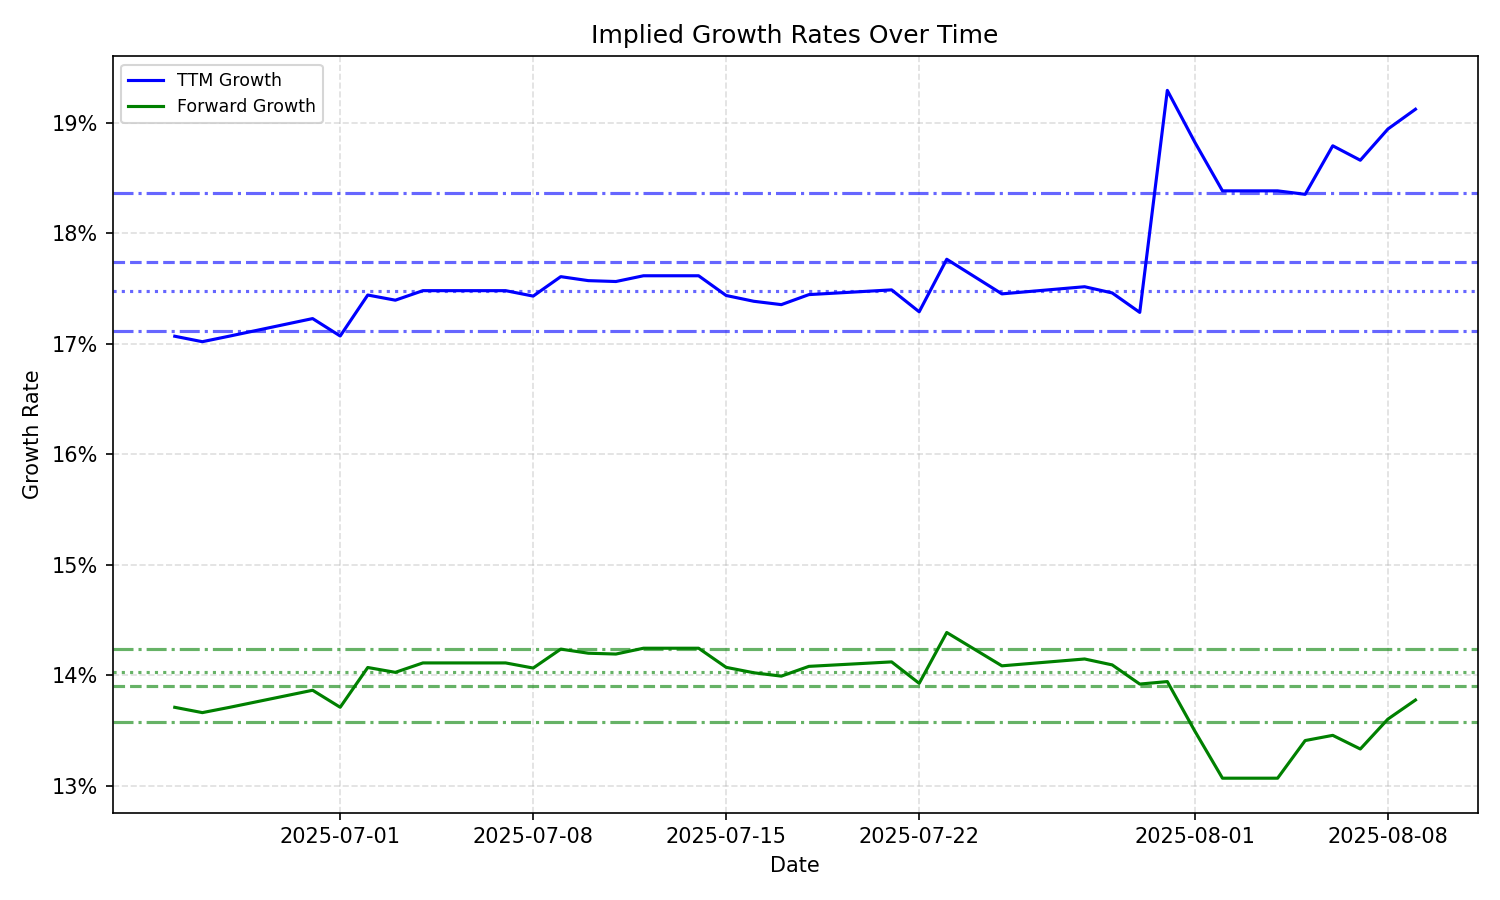 Implied Growth Rates Over Time
TTM Growth
Forward Growth
19%
18%
17%
16%
15%
14%
13%
Growth Rate
2025-07-01
2025-07-08
2025-07-15
2025-07-22
2025-08-01
2025-08-08
Date